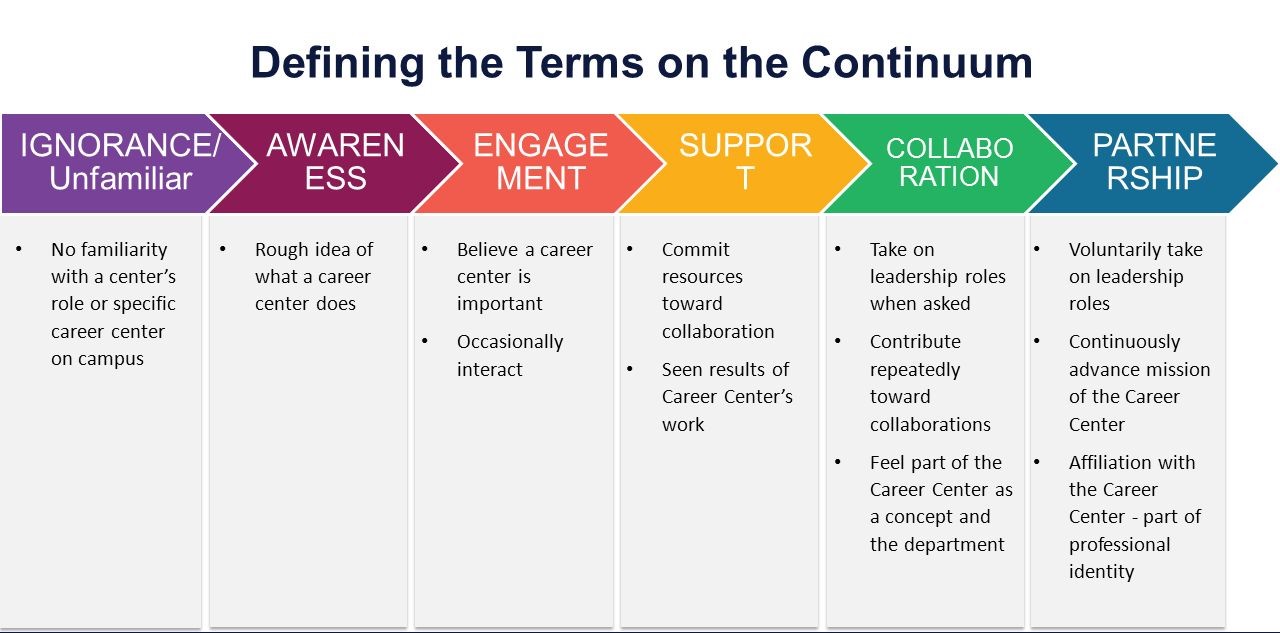 Defining the Terms on the Continuum
IGNORANCE/
Unfamiliar
AWAREN
ESS
ENGAGE
MENT
SUPPOR
T
COLLABO
RATION
PARTNE
RSHIP
• No familiarity
with a center’s
role or specific
career center
on campus
• Rough idea of
what a career
center does
• Believe a career
center is
important
• Occasionally
interact
• Commit
resources
toward
collaboration
• Seen results of
Career Center’s
work
• Take on
leadership roles
when asked
• Contribute
repeatedly
toward
collaborations
• Feel part of the
Career Center as
a concept and
the department
• Voluntarily take
on leadership
roles
• Continuously
advance mission
of the Career
Center
• Affiliation with
the Career
Center - part of
professional
identity